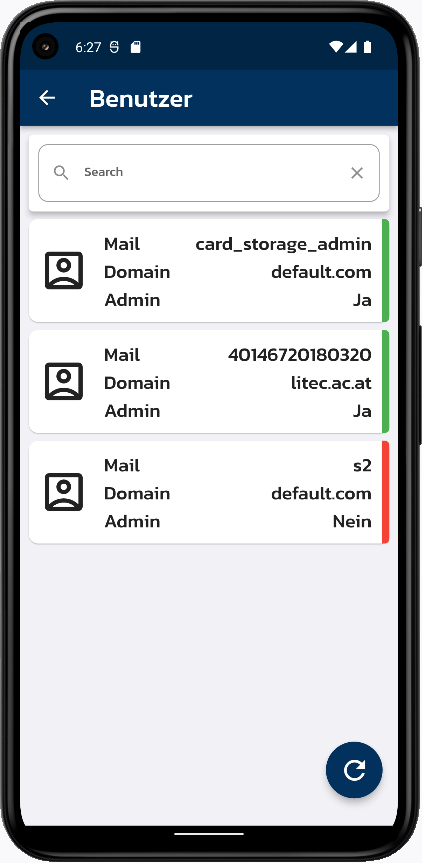 6:27
Benutzer
Search
Mail card_storage_admin
Domain default.com
Admin Ja
Mail 40146720180320
Domain litec.ac.at
Admin Ja
Mail s2
Domain default.com
Admin Nein